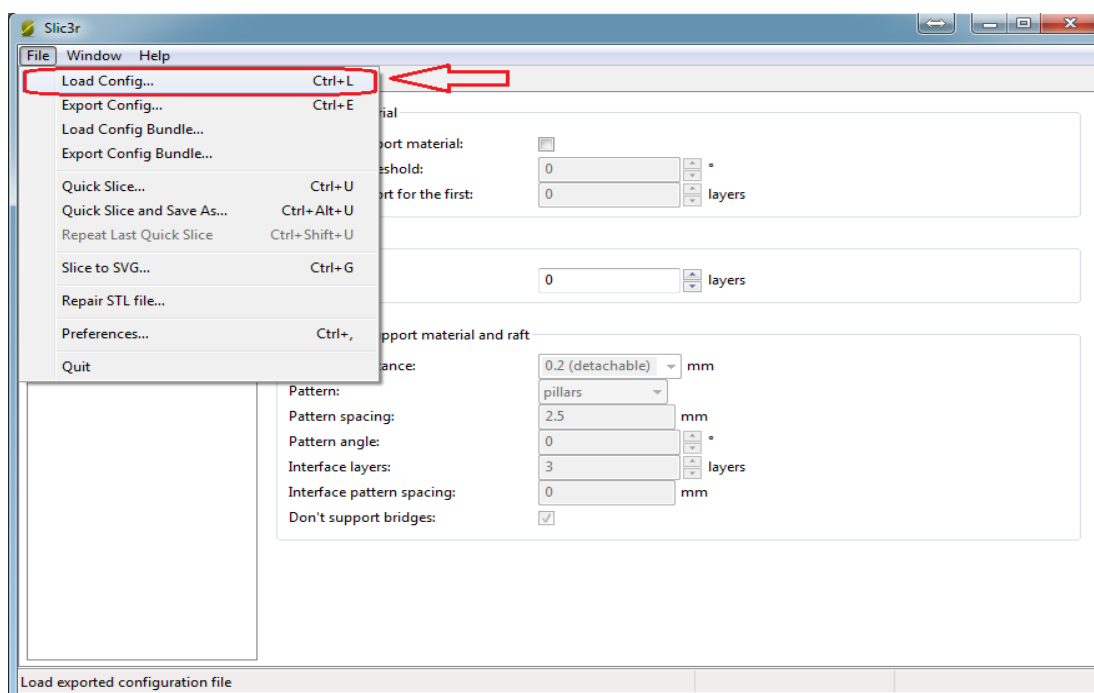 Slic3r
File Window Help
Load Config... Ctrl+L
Export Config... Ctrl+E
Load Config Bundle...
Export Config Bundle...
Quick Slice... Ctrl+U
Quick Slice and Save As... Ctrl+Alt+U
Repeat Last Quick Slice Ctrl+Shift+U
Slice to SVG... Ctrl+G
Repair STL file...
Preferences... Ctrl+,
Quit
rial
port material:
eshold: 0 °
rt for the first: 0 layers
0 layers
pport material and raft
ance: 0.2 (detachable) mm
Pattern: pillars
Pattern spacing: 2.5 mm
Pattern angle: 0 °
Interface layers: 3 layers
Interface pattern spacing: 0 mm
Don't support bridges:
Load exported configuration file